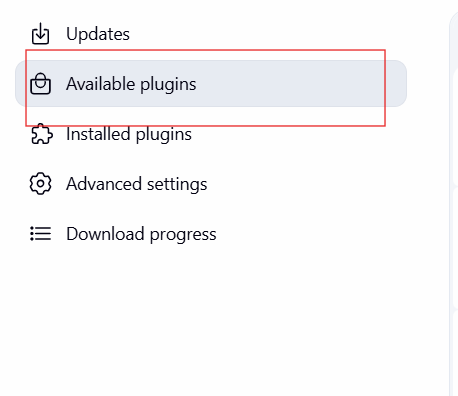 Updates
Available plugins
Installed plugins
Advanced settings
Download progress